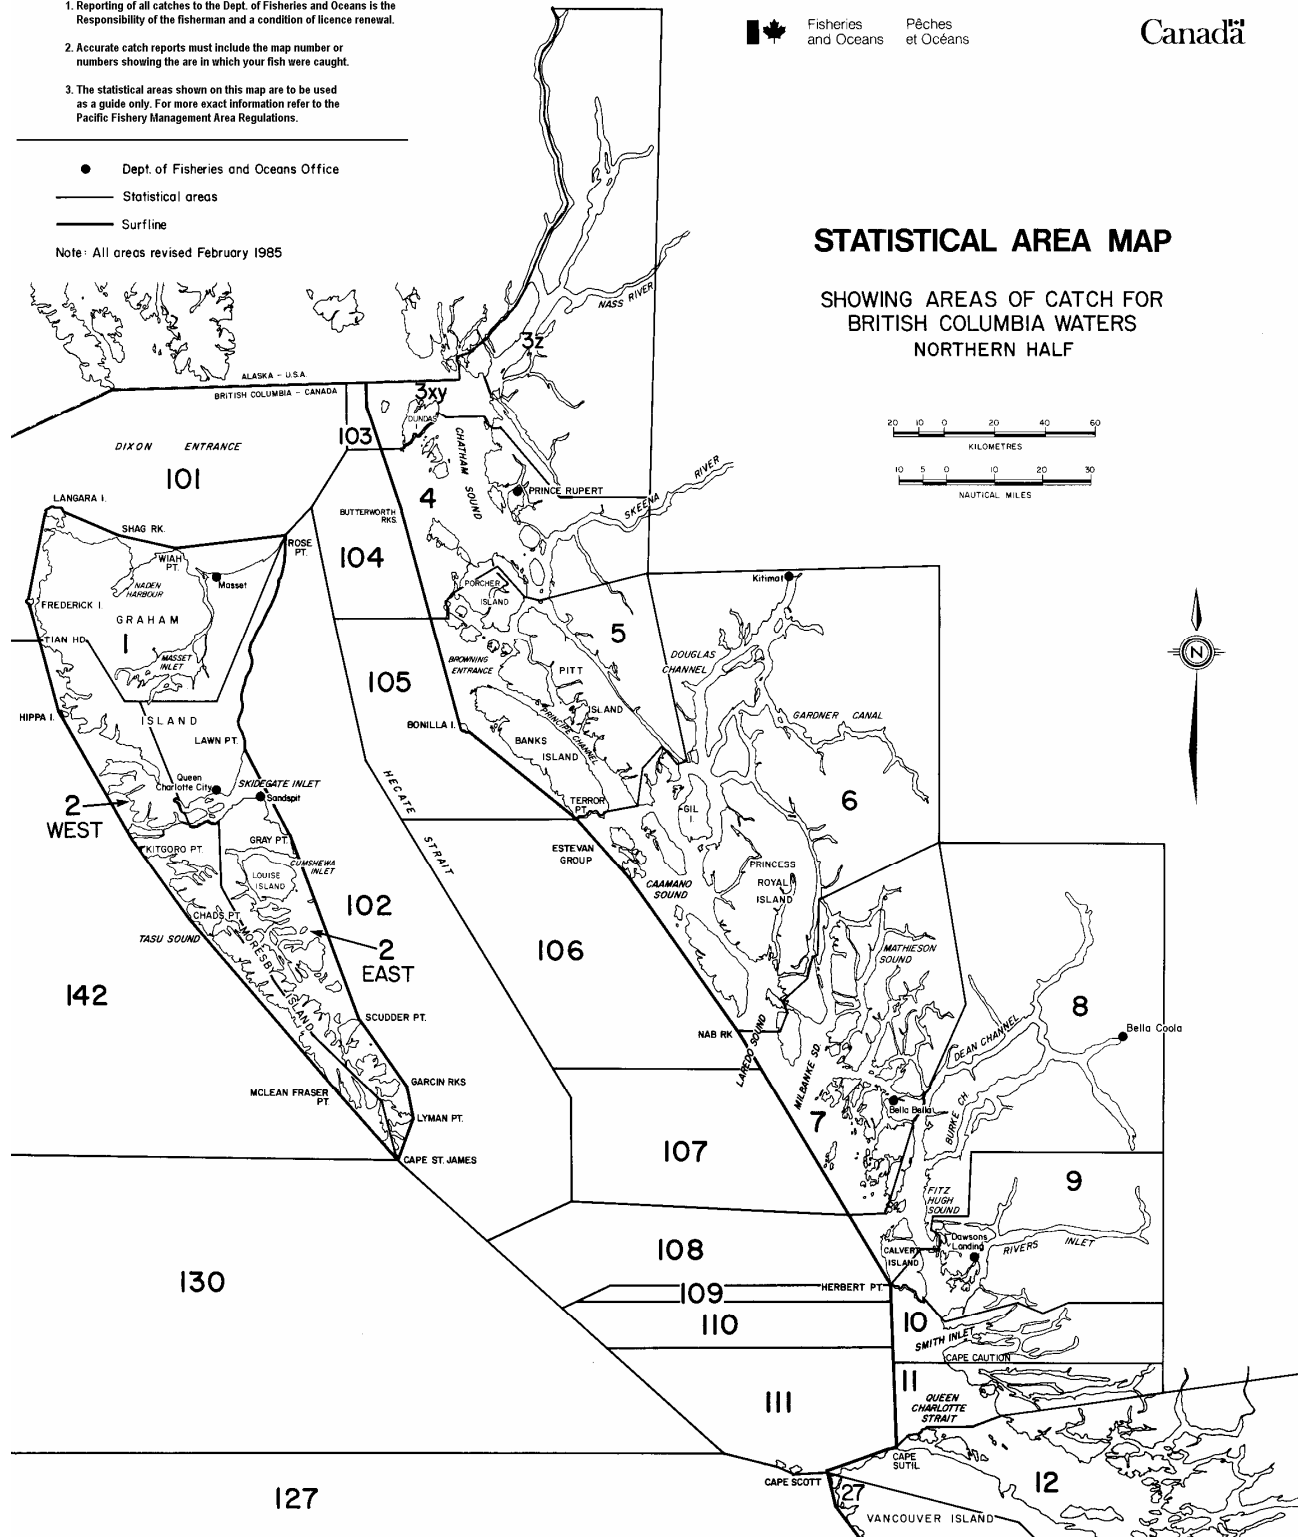 1. Reporting of all catches to the Dept. of Fisheries and Oceans is the
Responsibility of the fisherman and a condition of licence renewal.
2. Accurate catch reports must include the map number or
numbers showing the are in which your fish were caught.
3. The statistical areas shown on this map are to be used
as a guide only. For more exact information refer to the
Pacific Fishery Management Area Regulations.
Fisheries
and Oceans
Pêches
et Océans
Canada
Dept. of Fisheries and Oceans Office
Statistical areas
Surfline
Note: All areas revised February 1985
STATISTICAL AREA MAP
SHOWING AREAS OF CATCH FOR
BRITISH COLUMBIA WATERS
NORTHERN HALF
20 10 0 20 40 60
KILOMETRES
10 5 0 10 20 30
NAUTICAL MILES
N
NASS RIVER
3z
ALASKA - U.S.A.
BRITISH COLUMBIA - CANADA
3xy
DUNDAS
I
103
DIXON ENTRANCE
101
CHATHAM SOUND
4
PRINCE RUPERT
SKEENA RIVER
LANGARA I.
SHAG RK.
BUTTERWORTH
RKS.
ROSE
PT.
104
WIAH
PT.
Masset
NADEN
HARBOUR
FREDERICK I.
GRAHAM
1
TIAN HD.
MASSET
INLET
PORCHER
ISLAND
Kitimat
5
DOUGLAS
CHANNEL
BROWNING
ENTRANCE
PITT
ISLAND
105
HIPPA I.
ISLAND
LAWN PT.
BONILLA I.
PRINCIPE CHANNEL
BANKS
ISLAND
GARDNER CANAL
Queen
Charlotte City
SKIDEGATE INLET
Sandspit
HECATE
STRAIT
TERROR
PT.
GIL
I.
6
2
WEST
KITGORO PT.
GRAY PT.
CUMSHEWA
INLET
LOUISE
ISLAND
ESTEVAN
GROUP
CAAMANO
SOUND
PRINCESS
ROYAL
ISLAND
102
CHADS PT.
TASU SOUND
MORESBY
ISLAND
2
EAST
106
MATHIESON
SOUND
142
SCUDDER PT.
NAB RK
LAREDO SOUND
MILBANKE SD.
DEAN CHANNEL
8
Bella Coola
GARCIN RKS
MCLEAN FRASER
PT.
LYMAN PT.
7
Bella Bella
BURKE CH
CAPE ST. JAMES
107
9
FITZ
HUGH
SOUND
Dawsons
Landing
RIVERS INLET
CALVERT
ISLAND
108
130
109
HERBERT PT.
110
10
SMITH INLET
CAPE CAUTION
111
11
QUEEN
CHARLOTTE
STRAIT
CAPE
SUTIL
CAPE SCOTT
27
12
127
VANCOUVER ISLAND